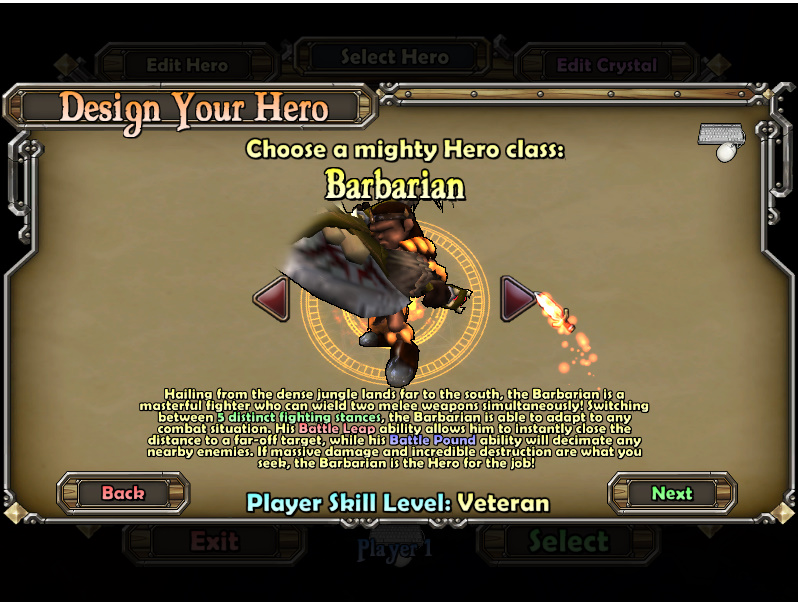 Edit Hero
Select Hero
Edit Crystal
Design Your Hero
Choose a mighty Hero class:
Barbarian
Hailing from the dense jungle lands far to the south, the Barbarian is a
masterful fighter who can wield two melee weapons simultaneously! Switching
between 5 distinct fighting stances, the Barbarian is able to adapt to any
combat situation. His Battle Leap ability allows him to instantly close the
distance to a far-off target, while his Battle Pound ability will decimate any
nearby enemies. If massive damage and incredible destruction are what you
seek, the Barbarian is the Hero for the job!
Back
Player Skill Level: Veteran
Next
Exit
Player 1
Select